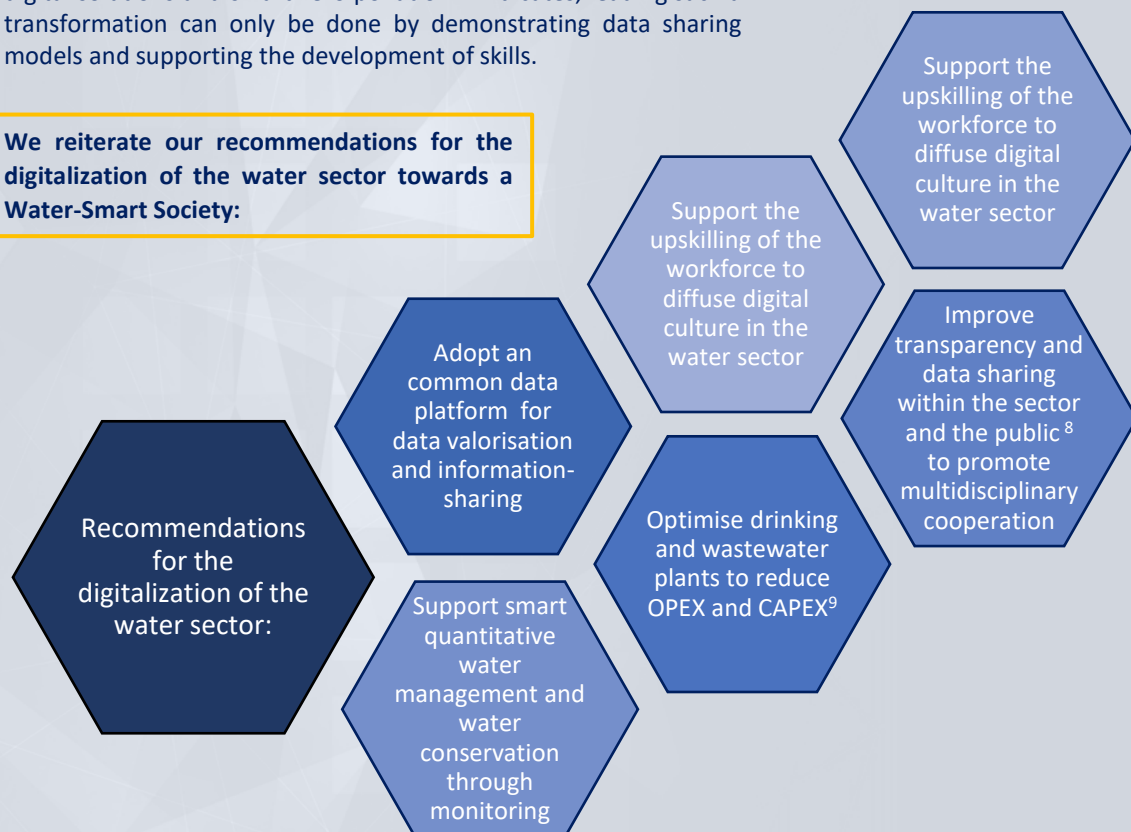 transformation can only be done by demonstrating data sharing
models and supporting the development of skills.
We reiterate our recommendations for the
digitalization of the water sector towards a
Water-Smart Society:
Recommendations
for the
digitalization of the
water sector:
Adopt an
common data
platform for
data valorisation
and information-
sharing
Support smart
quantitative
water
management and
water
conservation
through
monitoring
Support the
upskilling of the
workforce to
diffuse digital
culture in the
water sector
Optimise drinking
and wastewater
plants to reduce
OPEX and CAPEX⁹
Support the
upskilling of the
workforce to
diffuse digital
culture in the
water sector
Improve
transparency and
data sharing
within the sector
and the public ⁸
to promote
multidisciplinary
cooperation